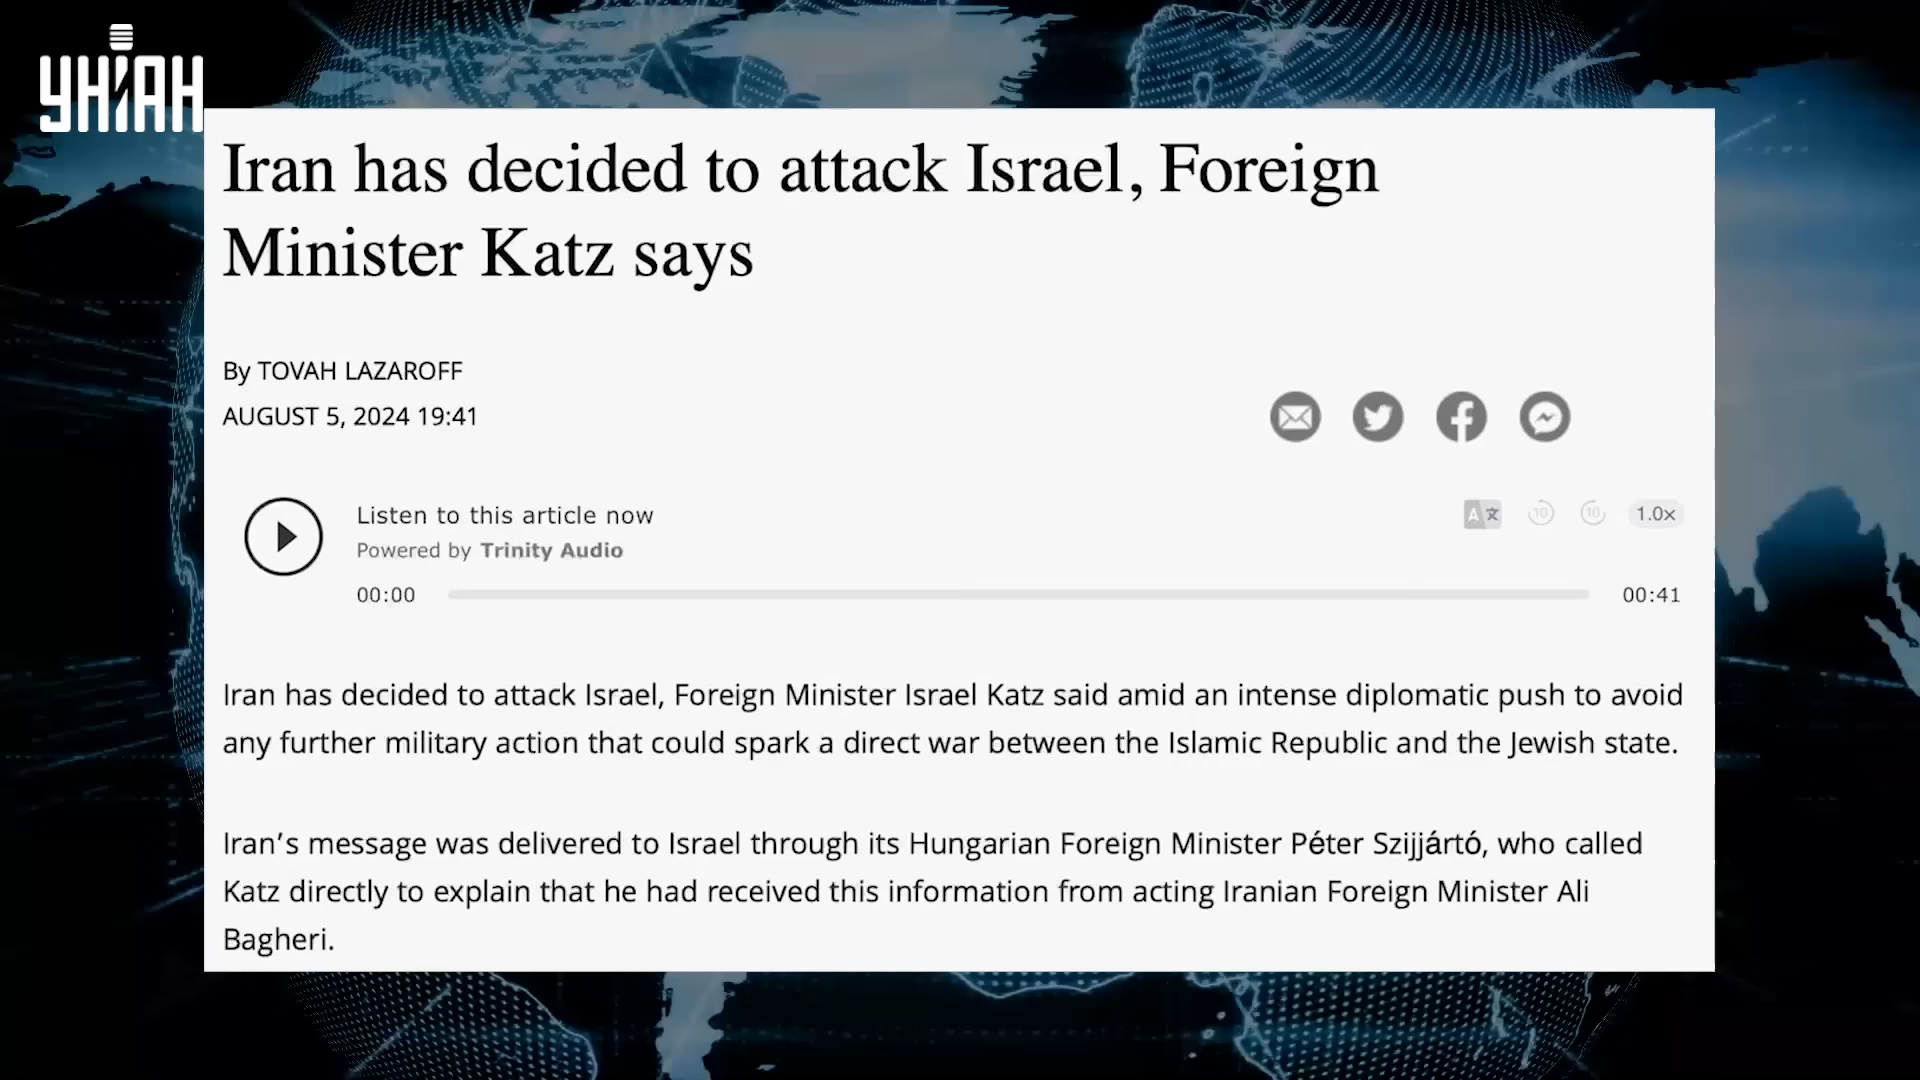 УНІАН
Iran has decided to attack Israel, Foreign
Minister Katz says
By TOVAH LAZAROFF
AUGUST 5, 2024 19:41
Listen to this article now
Powered by Trinity Audio
A文 10 10 1.0x
00:00 00:41
Iran has decided to attack Israel, Foreign Minister Israel Katz said amid an intense diplomatic push to avoid
any further military action that could spark a direct war between the Islamic Republic and the Jewish state.
Iran’s message was delivered to Israel through its Hungarian Foreign Minister Péter Szijjártó, who called
Katz directly to explain that he had received this information from acting Iranian Foreign Minister Ali
Bagheri.